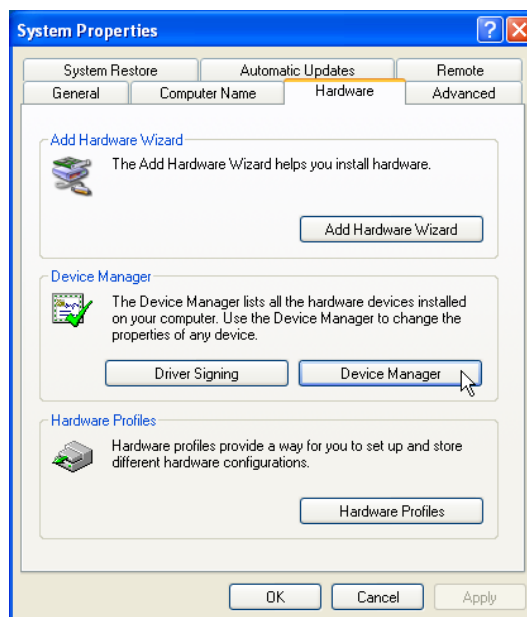 System Properties
System Restore Automatic Updates Remote
General Computer Name Hardware Advanced
Add Hardware Wizard
The Add Hardware Wizard helps you install hardware.
Add Hardware Wizard
Device Manager
The Device Manager lists all the hardware devices installed
on your computer. Use the Device Manager to change the
properties of any device.
Driver Signing Device Manager
Hardware Profiles
Hardware profiles provide a way for you to set up and store
different hardware configurations.
Hardware Profiles
OK Cancel Apply